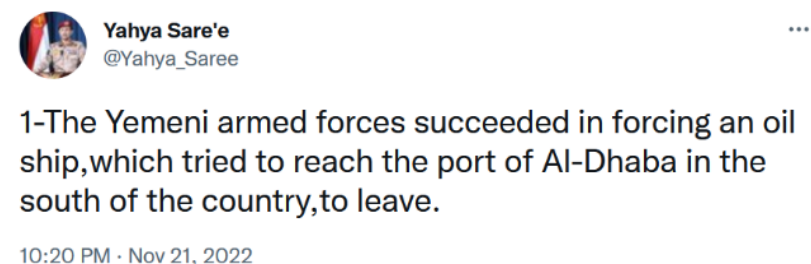 Yahya Sare'e
@Yahya_Saree
1-The Yemeni armed forces succeeded in forcing an oil
ship,which tried to reach the port of Al-Dhaba in the
south of the country,to leave.
10:20 PM · Nov 21, 2022